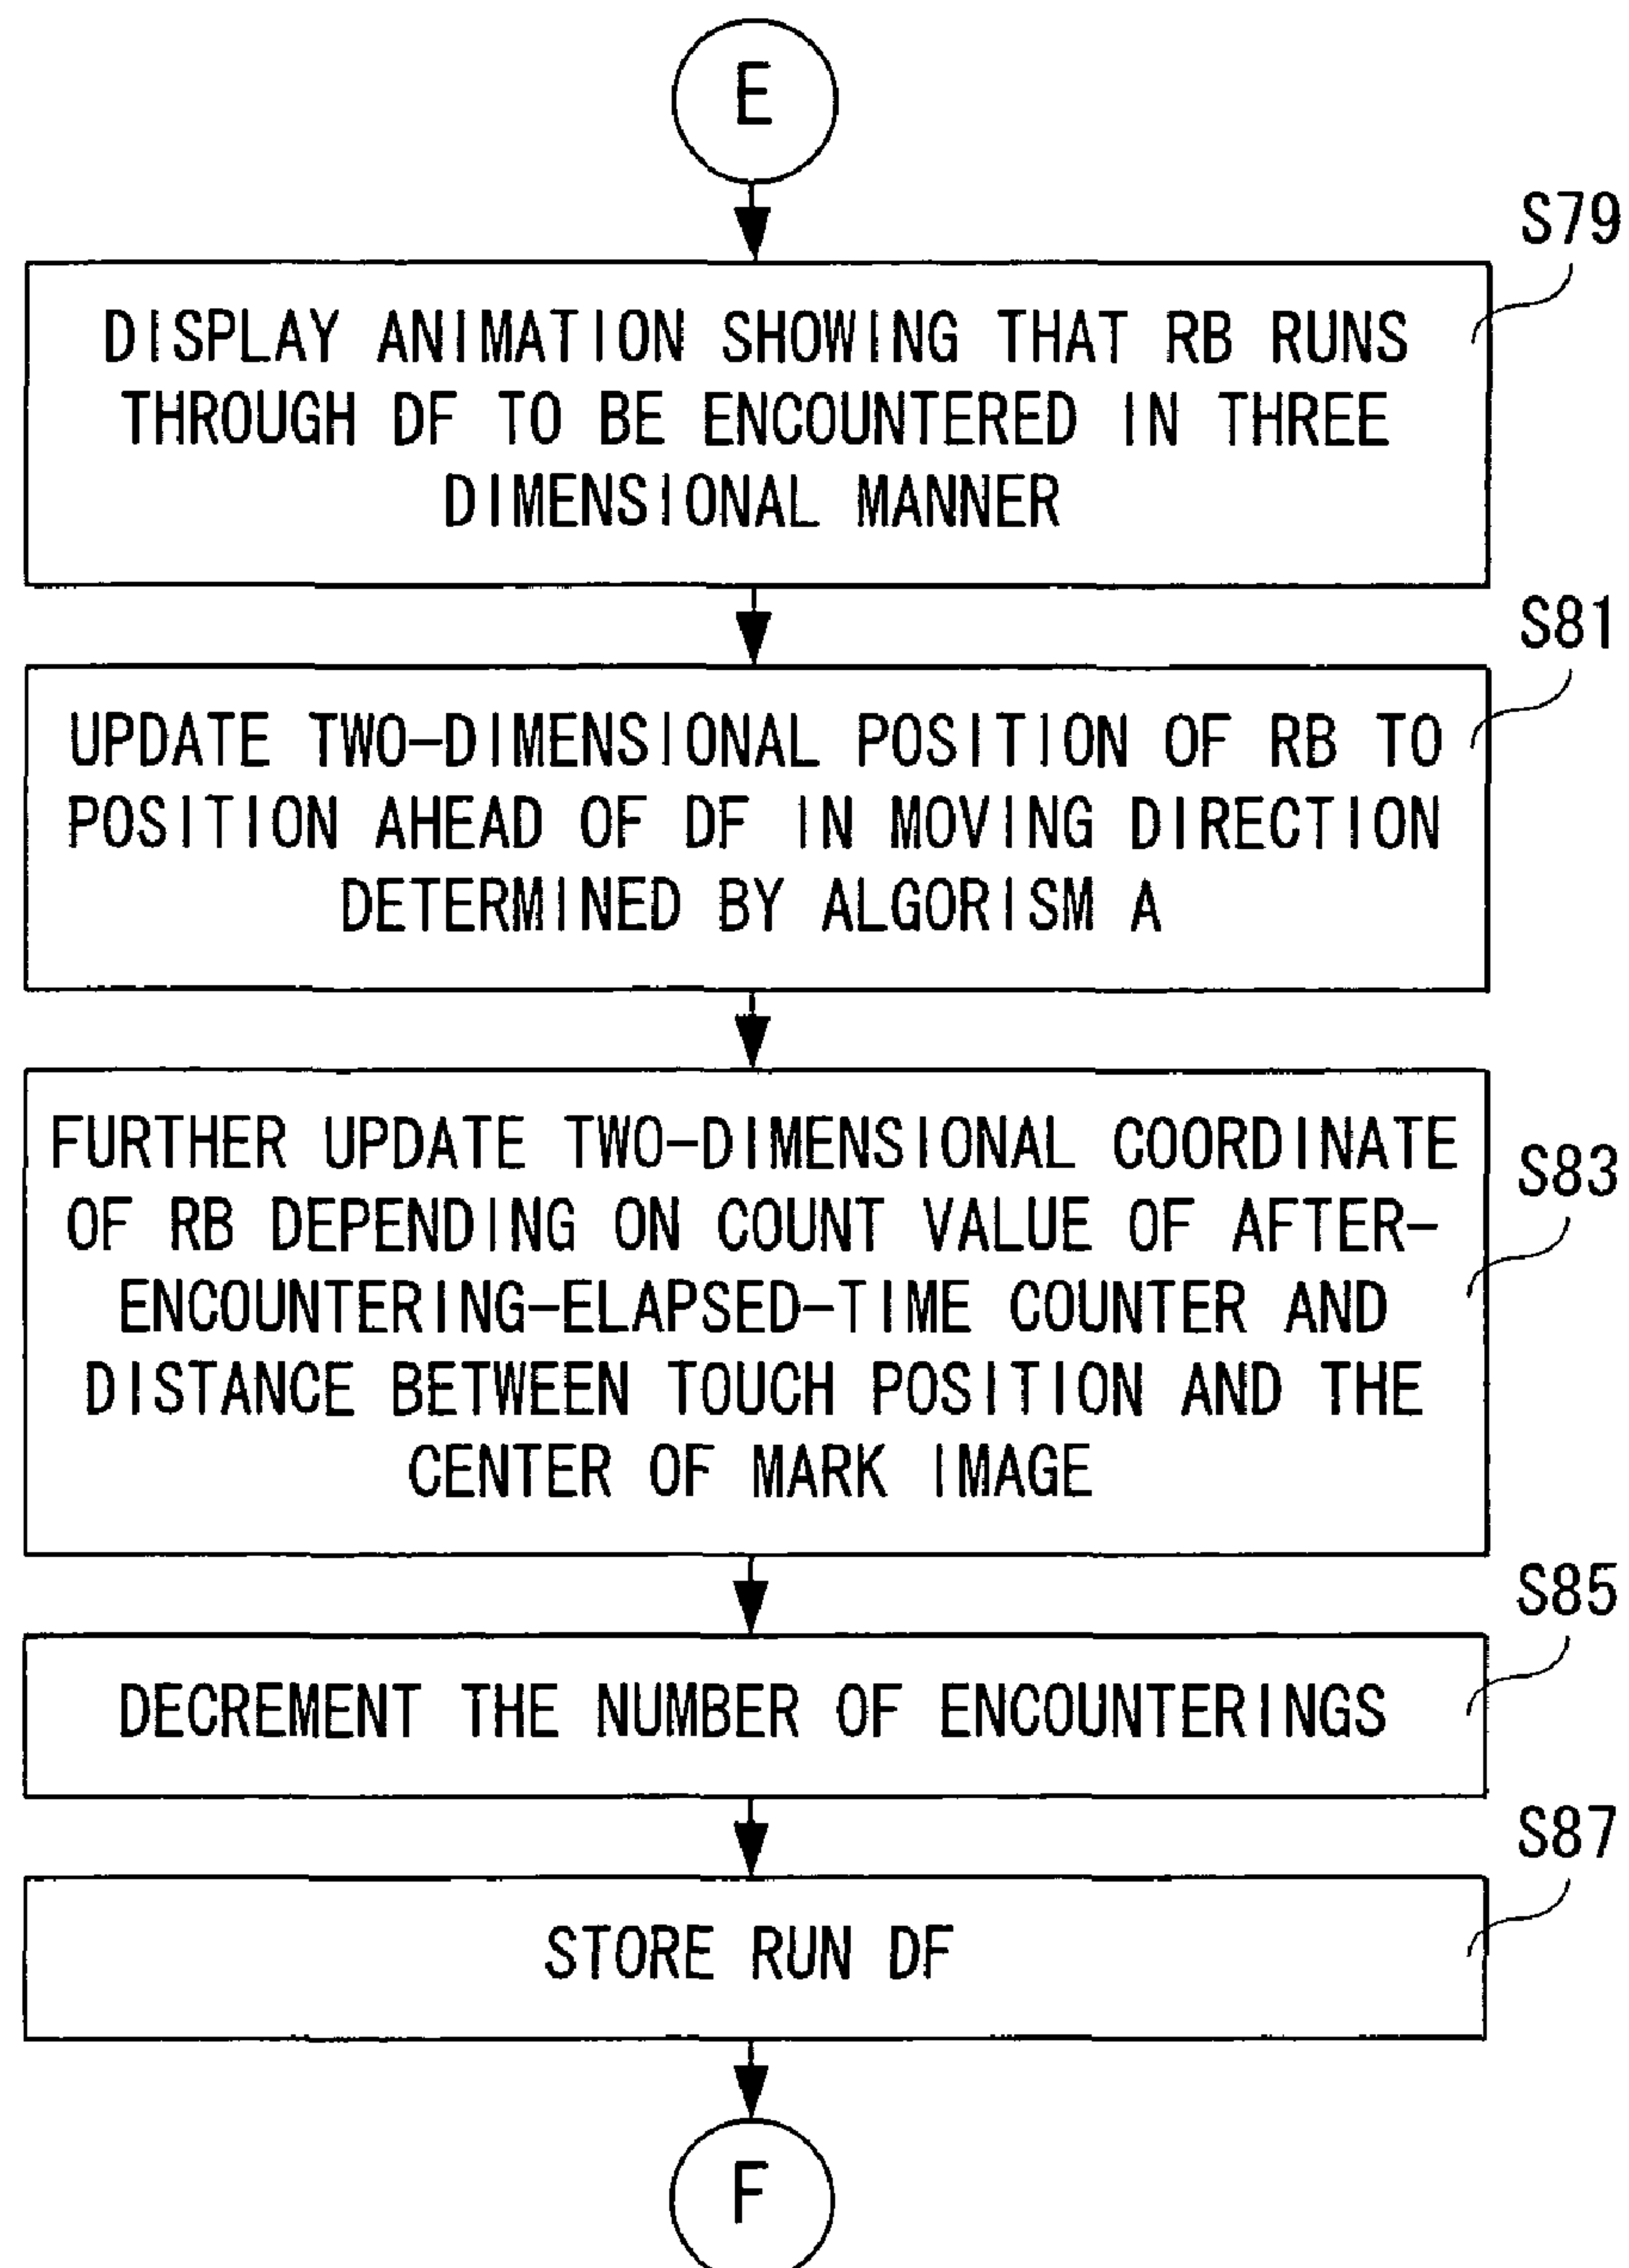 E
S79
DISPLAY ANIMATION SHOWING THAT RB RUNS
THROUGH DF TO BE ENCOUNTERED IN THREE
DIMENSIONAL MANNER
S81
UPDATE TWO-DIMENSIONAL POSITION OF RB TO
POSITION AHEAD OF DF IN MOVING DIRECTION
DETERMINED BY ALGORISM A
S83
FURTHER UPDATE TWO-DIMENSIONAL COORDINATE
OF RB DEPENDING ON COUNT VALUE OF AFTER-
ENCOUNTERING-ELAPSED-TIME COUNTER AND
DISTANCE BETWEEN TOUCH POSITION AND THE
CENTER OF MARK IMAGE
S85
DECREMENT THE NUMBER OF ENCOUNTERINGS
S87
STORE RUN DF
F